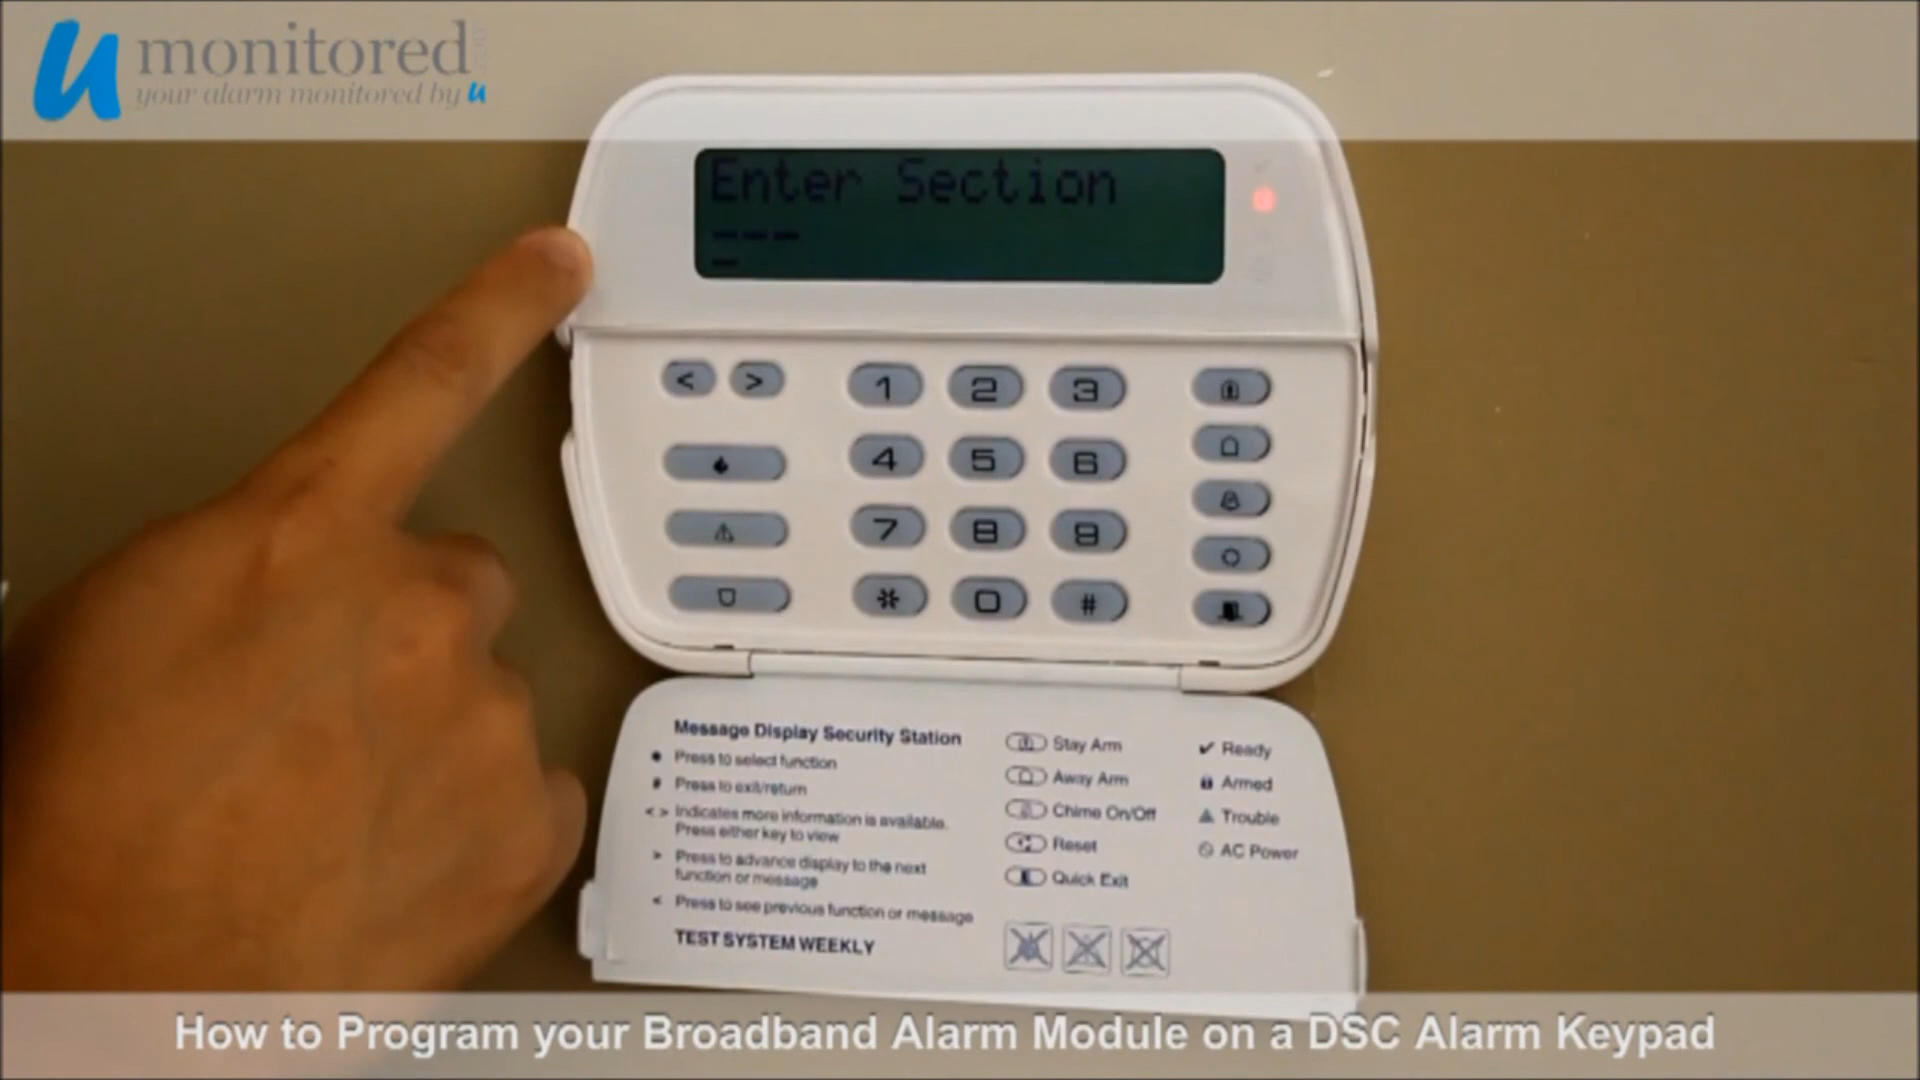 u monitored
your alarm monitored by u
Enter Section
---
< >
1 2 3
4 5 6
7 8 9
* 0 #
Message Display Security Station
Press to select function
# Press to exit/return
< > Indicates more information is available.
Press either key to view
> Press to advance display to the next
function or message
< Press to see previous function or message
TEST SYSTEM WEEKLY
Stay Arm
Away Arm
Chime On/Off
Reset
Quick Exit
✓ Ready
Armed
Trouble
AC Power
How to Program your Broadband Alarm Module on a DSC Alarm Keypad